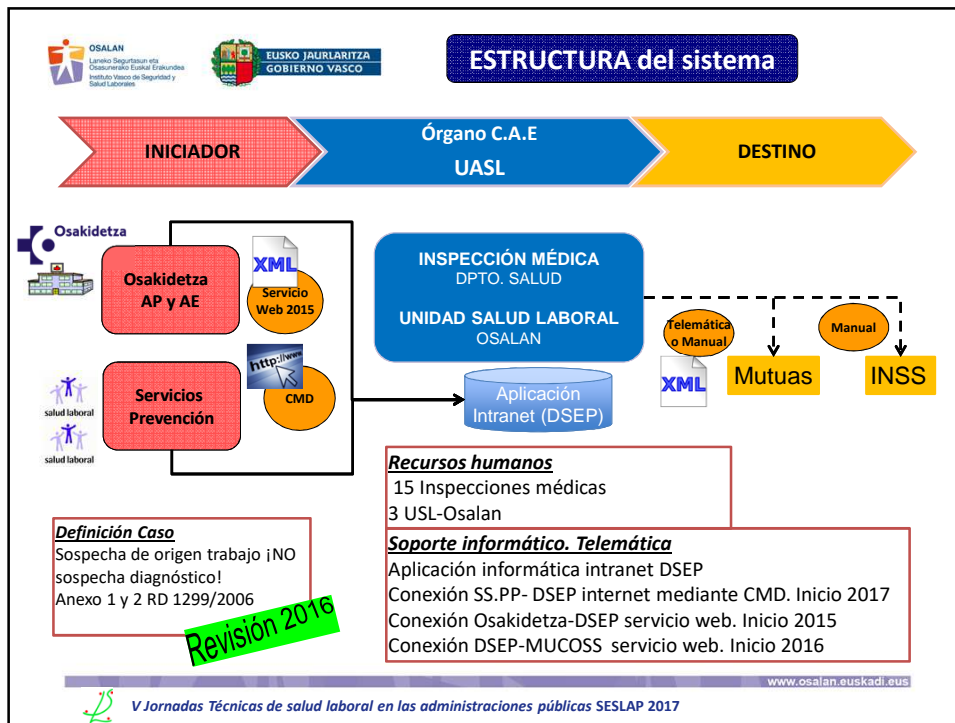 OSALAN
Laneko Segurtasun eta
Osasunerako Euskal Erakundea
Instituto Vasco de Seguridad y
Salud Laborales
EUSKO JAURLARITZA
GOBIERNO VASCO
ESTRUCTURA del sistema
INICIADOR
Órgano C.A.E
UASL
DESTINO
Osakidetza
Osakidetza
AP y AE
XML
Servicio
Web 2015
INSPECCIÓN MÉDICA
DPTO. SALUD
UNIDAD SALUD LABORAL
OSALAN
Telemática
o Manual
Manual
XML
Mutuas
INSS
salud laboral
salud laboral
Servicios
Prevención
http://www.
CMD
Aplicación
Intranet (DSEP)
Recursos humanos
15 Inspecciones médicas
3 USL-Osalan
Definición Caso
Sospecha de origen trabajo ¡NO
sospecha diagnóstico!
Anexo 1 y 2 RD 1299/2006
Revisión 2016
Soporte informático. Telemática
Aplicación informática intranet DSEP
Conexión SS.PP- DSEP internet mediante CMD. Inicio 2017
Conexión Osakidetza-DSEP servicio web. Inicio 2015
Conexión DSEP-MUCOSS servicio web. Inicio 2016
www.osalan.euskadi.eus
V Jornadas Técnicas de salud laboral en las administraciones públicas SESLAP 2017